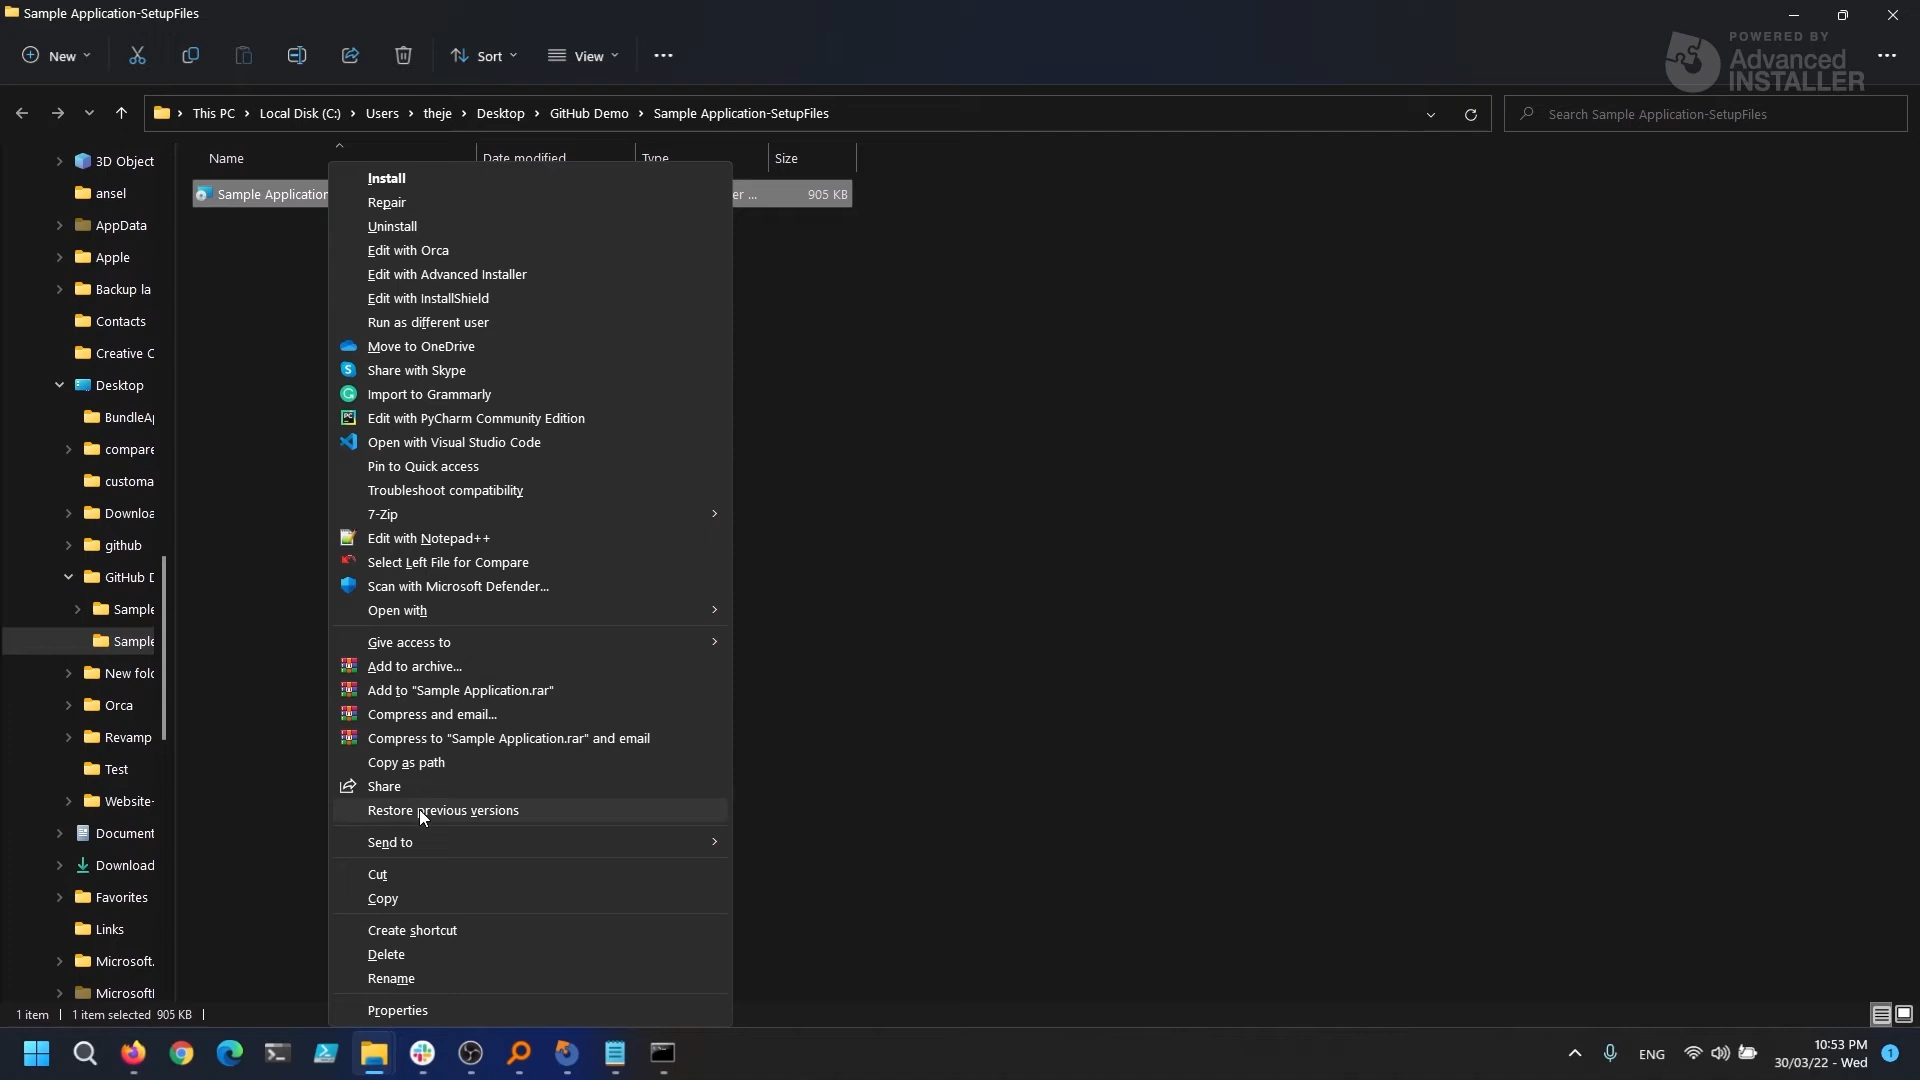 Sample Application-SetupFiles
New
Sort
View
POWERED BY
Advanced
INSTALLER
This PC > Local Disk (C:) > Users > theje > Desktop > GitHub Demo > Sample Application-SetupFiles
Search Sample Application-SetupFiles
Name
Date modified
Type
Size
Sample Application
er ...
905 KB
3D Object
ansel
AppData
Apple
Backup la
Contacts
Creative C
Desktop
BundleAp
compare
customa
Downloa
github
GitHub D
Sample
Sample
New folo
Orca
Revamp
Test
Website-
Document
Download
Favorites
Links
Microsoft.
Microsoft
Install
Repair
Uninstall
Edit with Orca
Edit with Advanced Installer
Edit with InstallShield
Run as different user
Move to OneDrive
Share with Skype
Import to Grammarly
Edit with PyCharm Community Edition
Open with Visual Studio Code
Pin to Quick access
Troubleshoot compatibility
7-Zip
Edit with Notepad++
Select Left File for Compare
Scan with Microsoft Defender...
Open with
Give access to
Add to archive...
Add to "Sample Application.rar"
Compress and email...
Compress to "Sample Application.rar" and email
Copy as path
Share
Restore previous versions
Send to
Cut
Copy
Create shortcut
Delete
Rename
Properties
1 item | 1 item selected 905 KB |
ENG
10:53 PM
30/03/22 - Wed
1